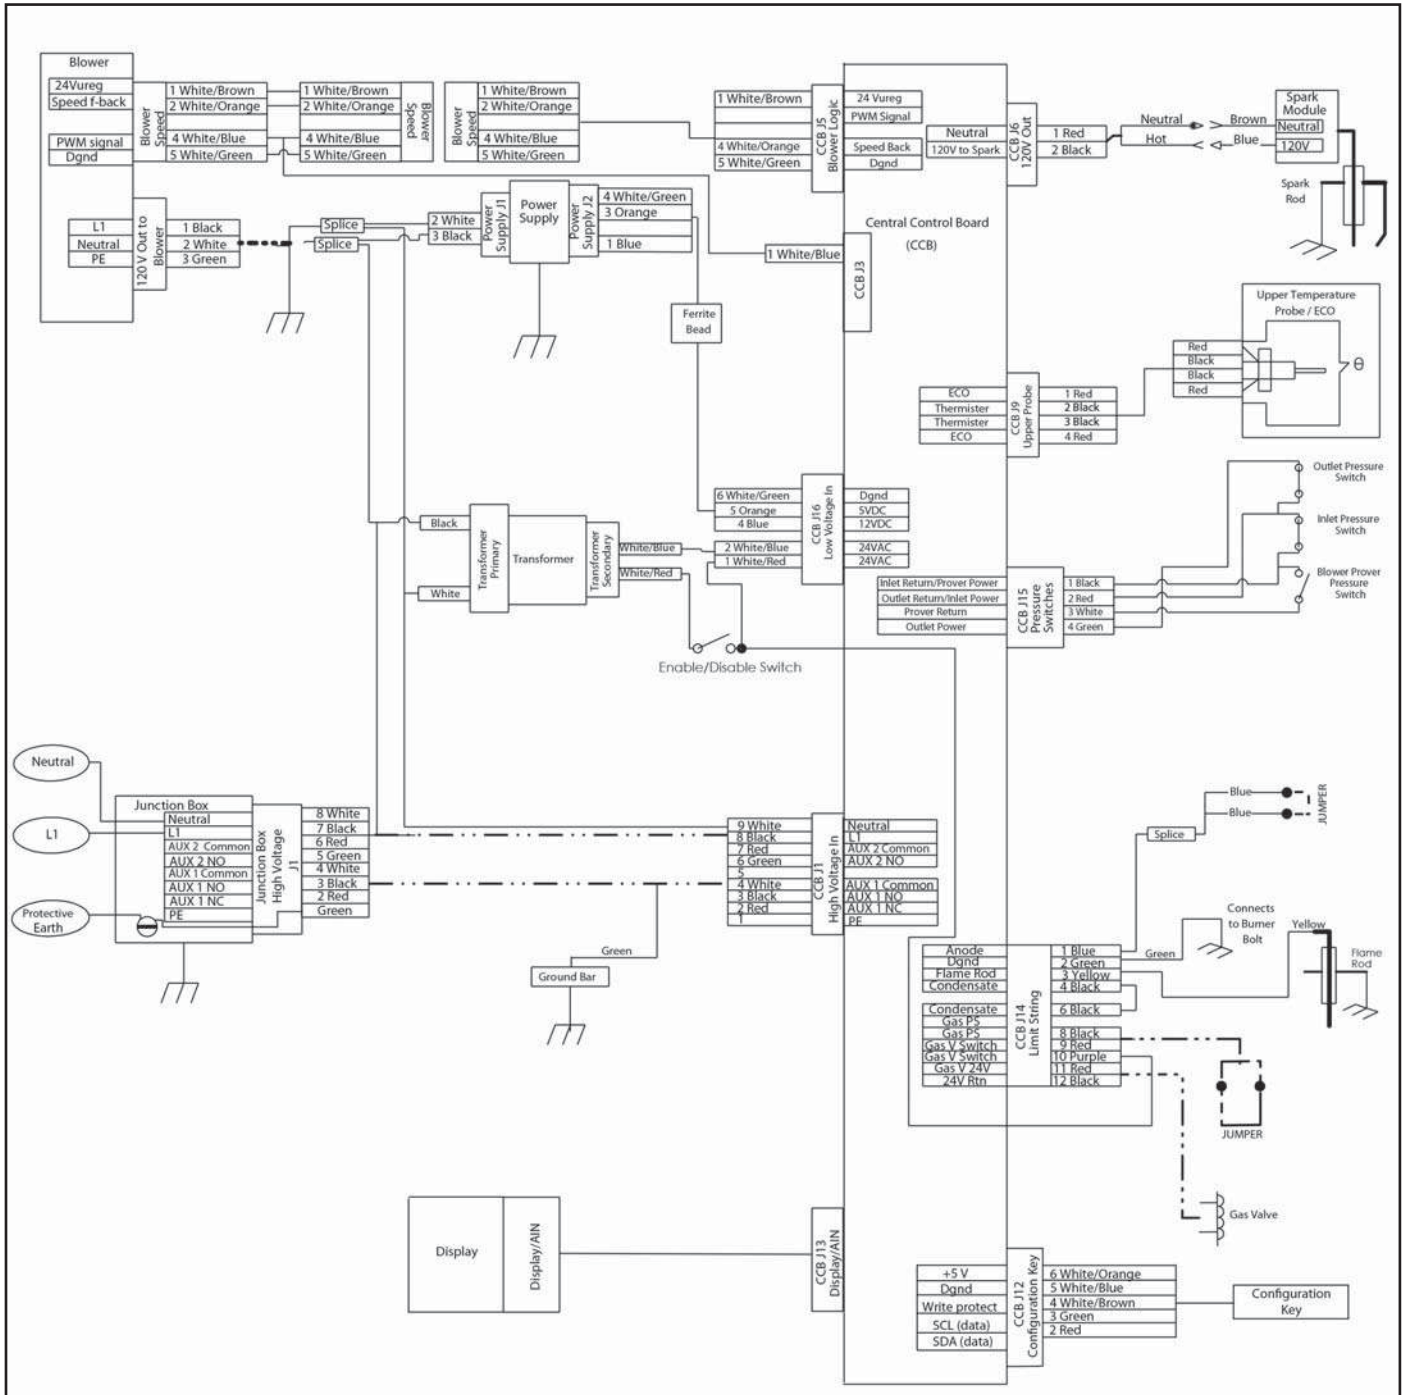 Blower
24Vureg
Speed f-back
PWM signal
Dgnd
Blower Speed
1 White/Brown
2 White/Orange
4 White/Blue
5 White/Green
1 White/Brown
2 White/Orange
4 White/Blue
5 White/Green
Blower Speed
Blower Speed
1 White/Brown
2 White/Orange
4 White/Blue
5 White/Green
L1
Neutral
PE
120 V Out to Blower
1 Black
2 White
3 Green
Splice
Splice
2 White
3 Black
Power Supply J1
Power Supply
Power Supply J2
4 White/Green
3 Orange
1 Blue
Ferrite Bead
1 White/Brown
4 White/Orange
5 White/Green
CCB J5
Blower Logic
24 Vureg
PWM Signal
Speed Back
Dgnd
Central Control Board
(CCB)
1 White/Blue
CCB J3
Neutral
120V to Spark
CCB J6
120V Out
1 Red
2 Black
Neutral
Hot
Brown
Blue
Spark Module
Neutral
120V
Spark Rod
Upper Temperature
Probe / ECO
Red
Black
Black
Red
θ
ECO
Thermister
Thermister
ECO
CCB J9
Upper Probe
1 Red
2 Black
3 Black
4 Red
Black
White
Transformer Primary
Transformer
Transformer Secondary
White/Blue
White/Red
6 White/Green
5 Orange
4 Blue
2 White/Blue
1 White/Red
CCB J16
Low Voltage In
Dgnd
5VDC
12VDC
24VAC
24VAC
Enable/Disable Switch
Inlet Return/Prover Power
Outlet Return/Inlet Power
Prover Return
Outlet Power
CCB J15
Pressure Switches
1 Black
2 Red
3 White
4 Green
Outlet Pressure
Switch
Inlet Pressure
Switch
Blower Prover
Pressure
Switch
Neutral
L1
Protective
Earth
Junction Box
Neutral
L1
AUX 2 Common
AUX 2 NO
AUX 1 Common
AUX 1 NO
AUX 1 NC
PE
Junction Box
High Voltage
J1
8 White
7 Black
6 Red
5 Green
4 White
3 Black
2 Red
Green
Green
Ground Bar
9 White
8 Black
7 Red
6 Green
5
4 White
3 Black
2 Red
1
CCB J1
High Voltage In
Neutral
L1
AUX 2 Common
AUX 2 NO
AUX 1 Common
AUX 1 NO
AUX 1 NC
PE
Blue
Blue
JUMPER
Splice
Anode
Dgnd
Flame Rod
Condensate
Condensate
Gas PS
Gas PS
Gas V Switch
Gas V Switch
Gas V 24V
24V Rtn
CCB J14
Limit String
1 Blue
2 Green
3 Yellow
4 Black
6 Black
8 Black
9 Red
10 Purple
11 Red
12 Black
Green
Connects
to Burner
Bolt
Yellow
Flame
Rod
JUMPER
Gas Valve
Display
Display/AIN
CCB J13
Display/AIN
+5 V
Dgnd
Write protect
SCL (data)
SDA (data)
CCB J12
Configuration Key
6 White/Orange
5 White/Blue
4 White/Brown
3 Green
2 Red
Configuration
Key